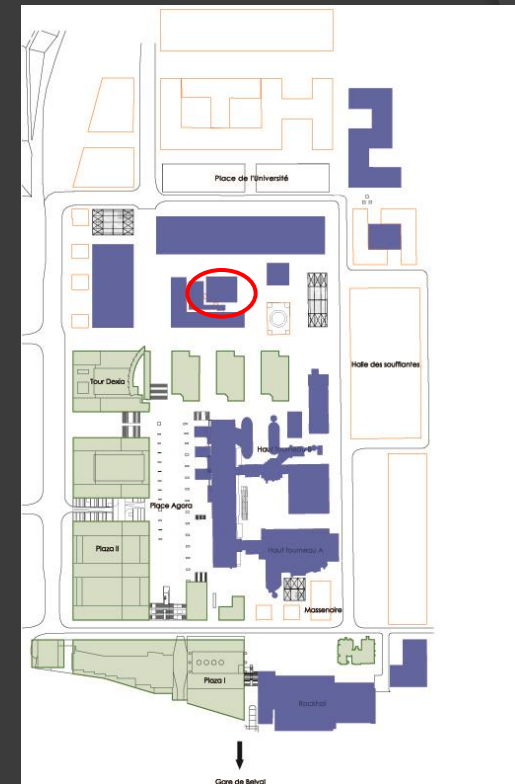 Place de l'Université
Halle des soufflantes
Tour Dexia
Haut fourneau B
Place Agora
Plaza II
Haut fourneau A
Massenoire
Plaza I
Rockhal
Gare de Belval